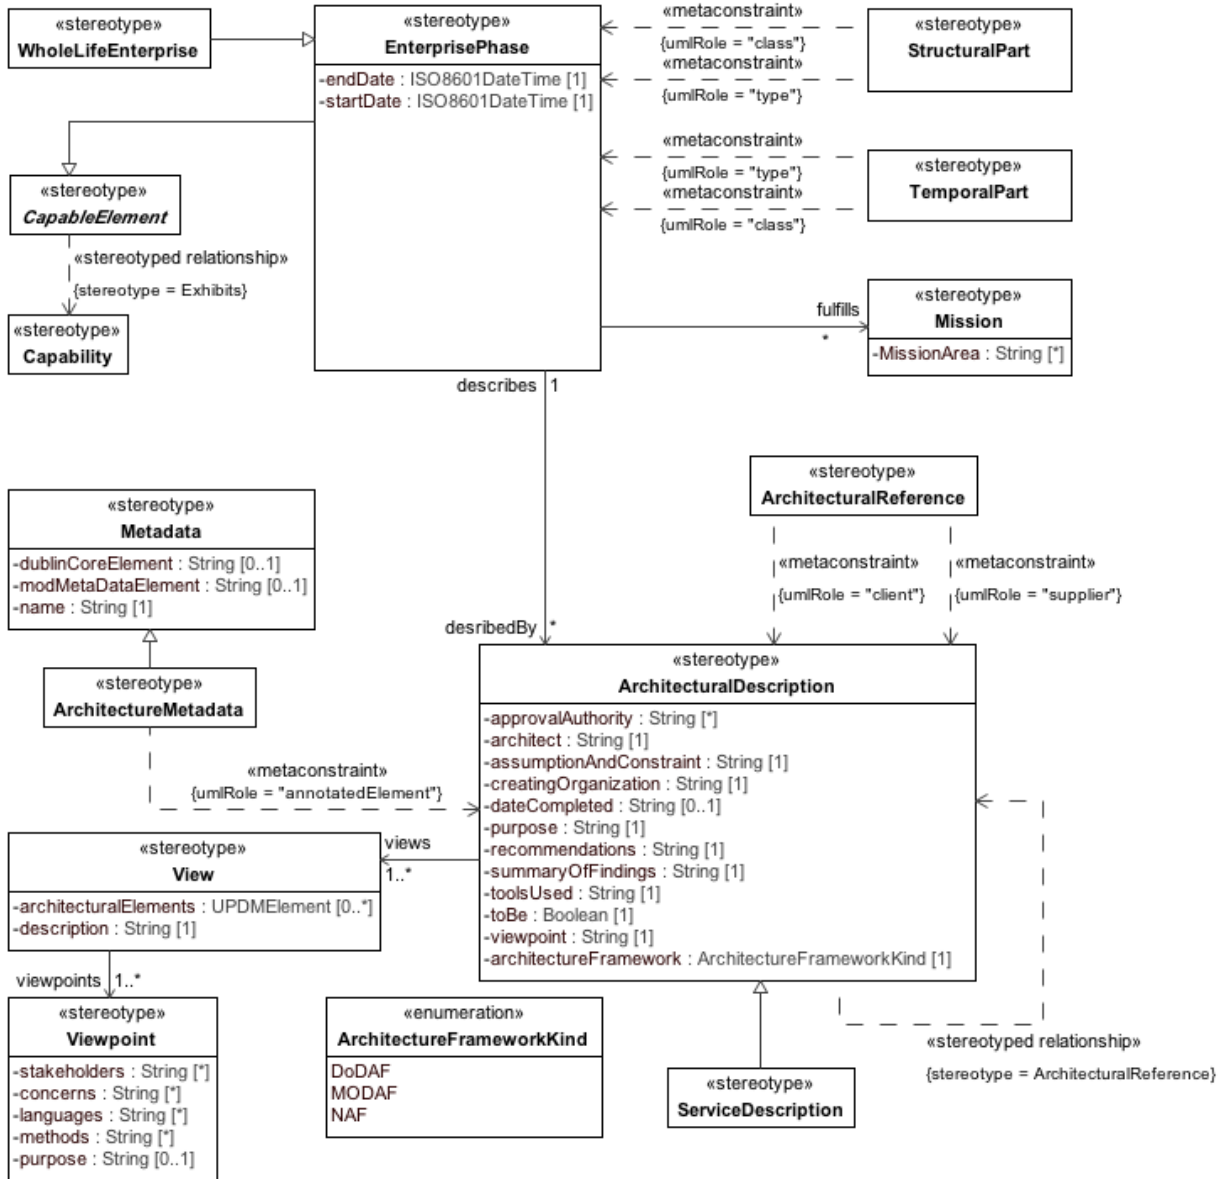 «stereotype»
WholeLifeEnterprise
«stereotype»
EnterprisePhase
-endDate : ISO8601DateTime [1]
-startDate : ISO8601DateTime [1]
«metaconstraint»
{umlRole = "class"}
«metaconstraint»
{umlRole = "type"}
«stereotype»
StructuralPart
«metaconstraint»
{umlRole = "type"}
«metaconstraint»
{umlRole = "class"}
«stereotype»
TemporalPart
«stereotype»
CapableElement
«stereotyped relationship»
{stereotype = Exhibits}
«stereotype»
Capability
fulfills
*
«stereotype»
Mission
-MissionArea : String [*]
describes 1
«stereotype»
ArchitecturalReference
«metaconstraint»
{umlRole = "client"}
«metaconstraint»
{umlRole = "supplier"}
«stereotype»
Metadata
-dublinCoreElement : String [0..1]
-modMetaDataElement : String [0..1]
-name : String [1]
desribedBy *
«stereotype»
ArchitectureMetadata
«metaconstraint»
{umlRole = "annotatedElement"}
«stereotype»
ArchitecturalDescription
-approvalAuthority : String [*]
-architect : String [1]
-assumptionAndConstraint : String [1]
-creatingOrganization : String [1]
-dateCompleted : String [0..1]
-purpose : String [1]
-recommendations : String [1]
-summaryOfFindings : String [1]
-toolsUsed : String [1]
-toBe : Boolean [1]
-viewpoint : String [1]
-architectureFramework : ArchitectureFrameworkKind [1]
views
1..*
«stereotype»
View
-architecturalElements : UPDMElement [0..*]
-description : String [1]
viewpoints 1..*
«stereotype»
Viewpoint
-stakeholders : String [*]
-concerns : String [*]
-languages : String [*]
-methods : String [*]
-purpose : String [0..1]
«enumeration»
ArchitectureFrameworkKind
DoDAF
MODAF
NAF
«stereotype»
ServiceDescription
«stereotyped relationship»
{stereotype = ArchitecturalReference}